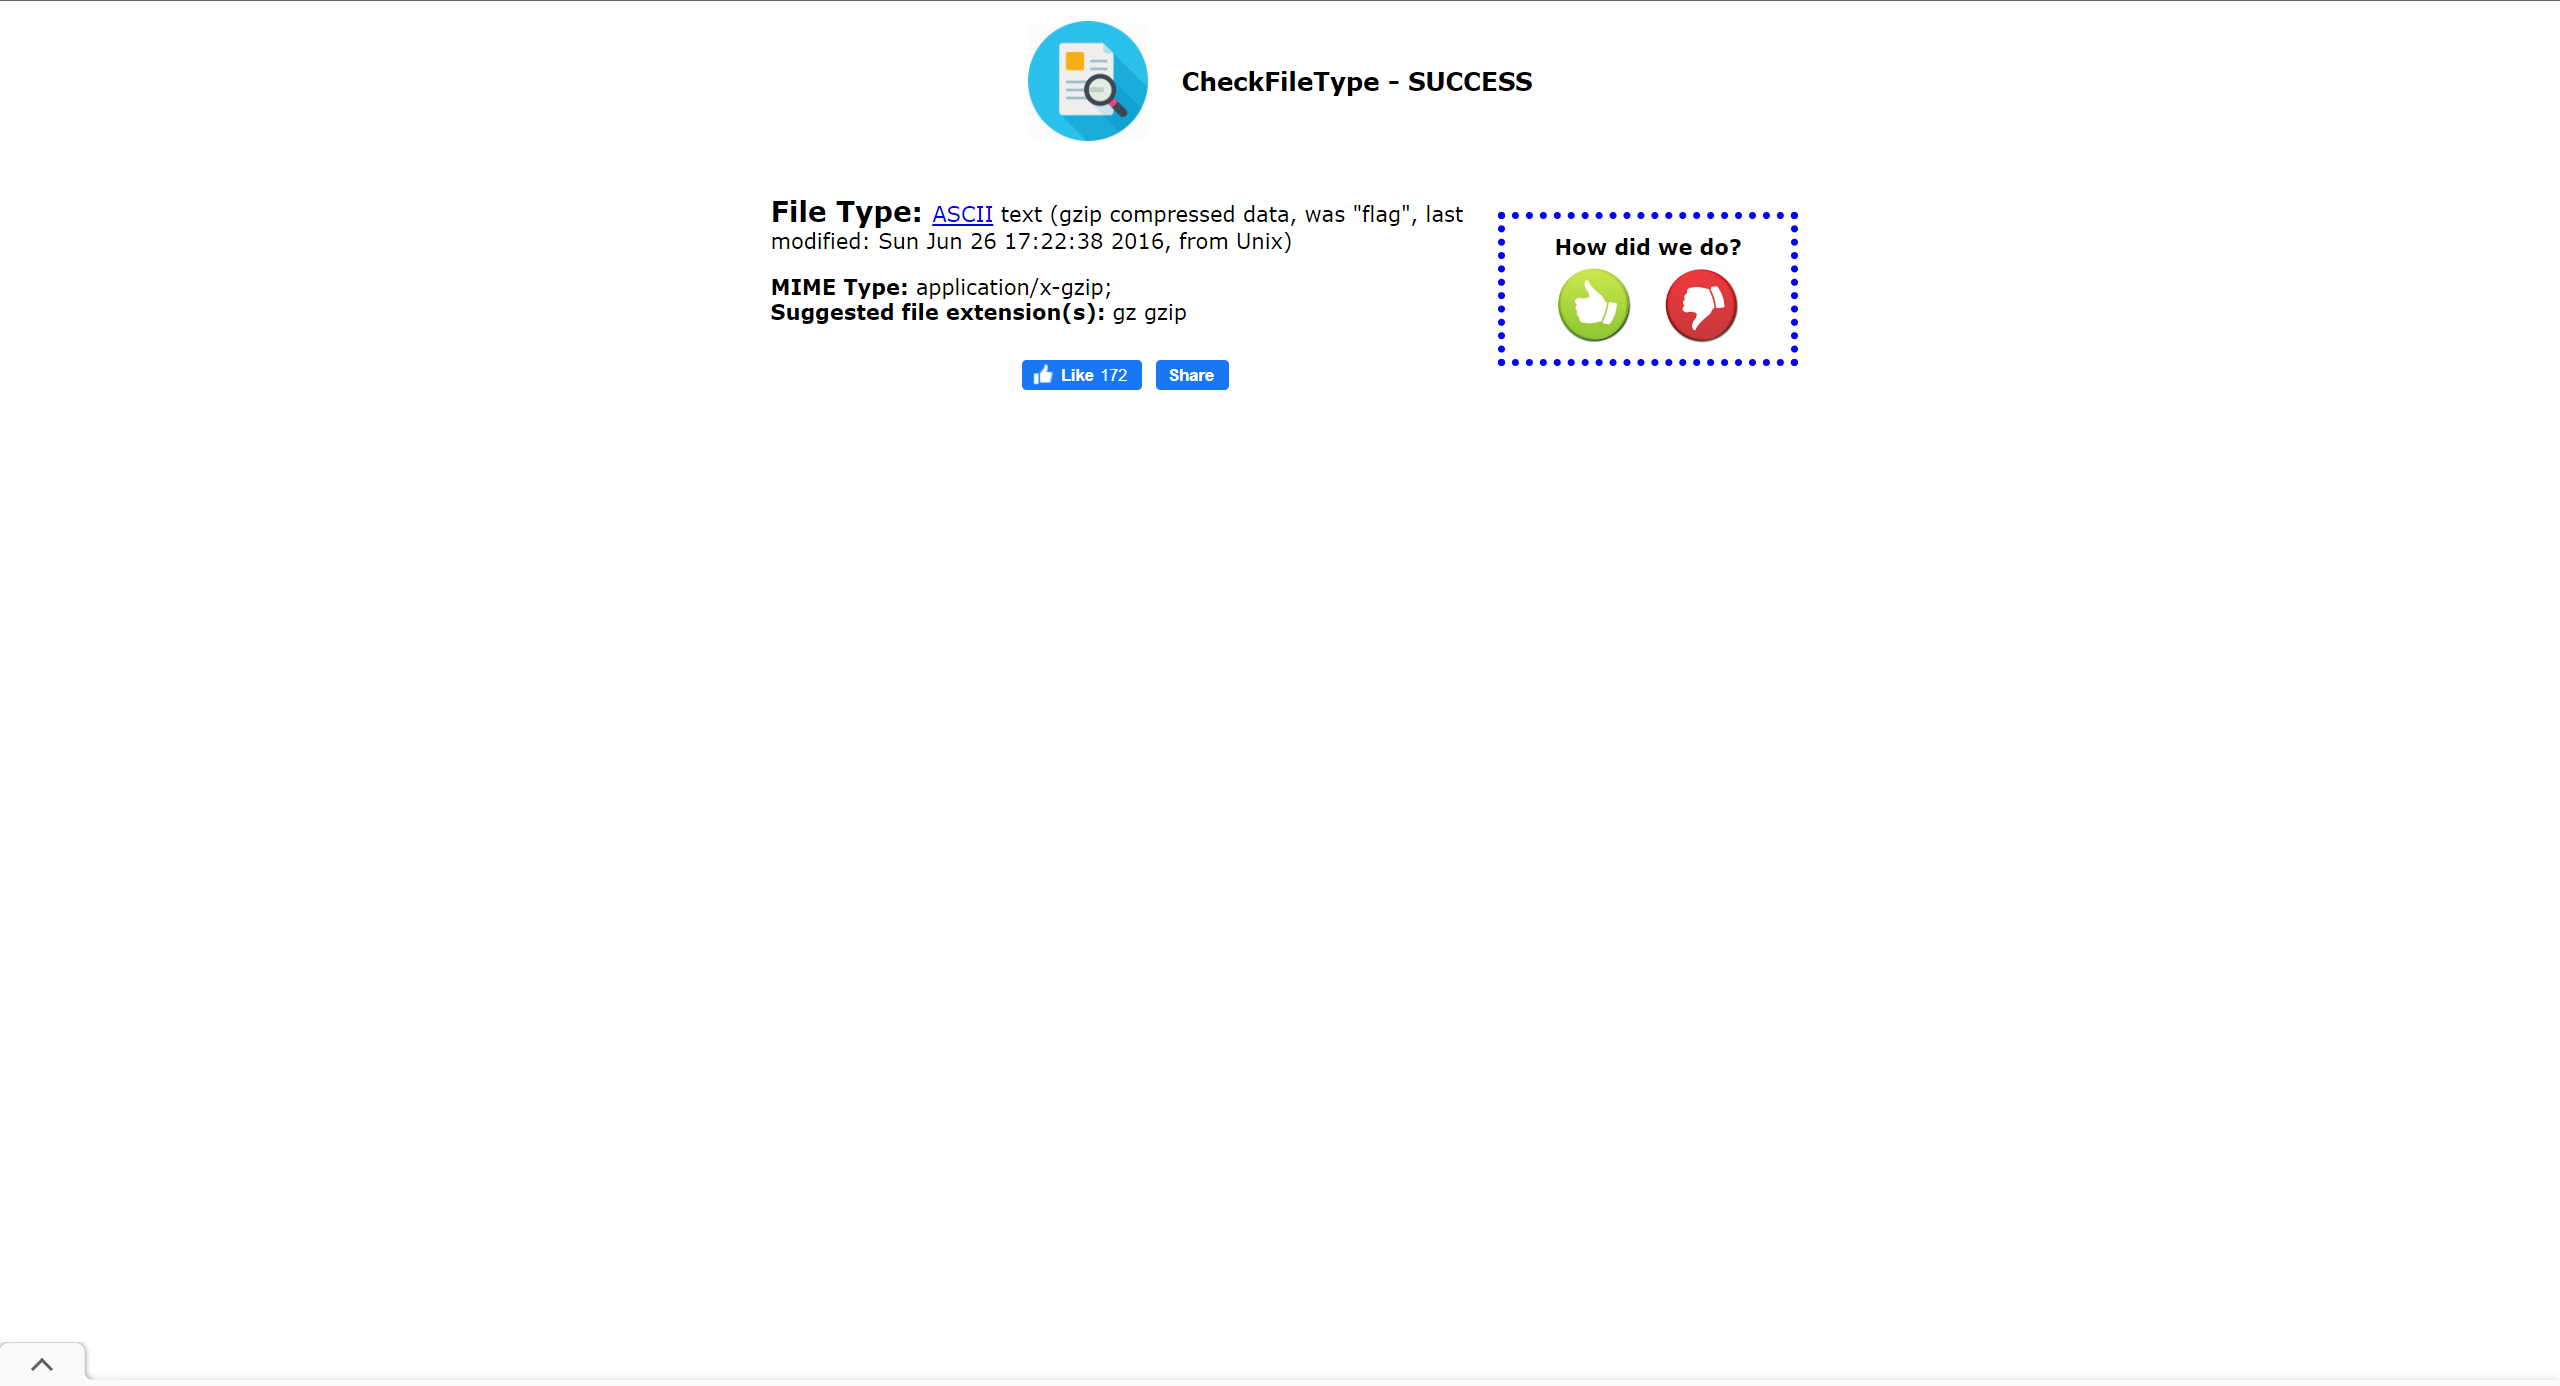 CheckFileType - SUCCESS
File Type: ASCII text (gzip compressed data, was "flag", last
modified: Sun Jun 26 17:22:38 2016, from Unix)
MIME Type: application/x-gzip;
Suggested file extension(s): gz gzip
How did we do?
Like 172 Share